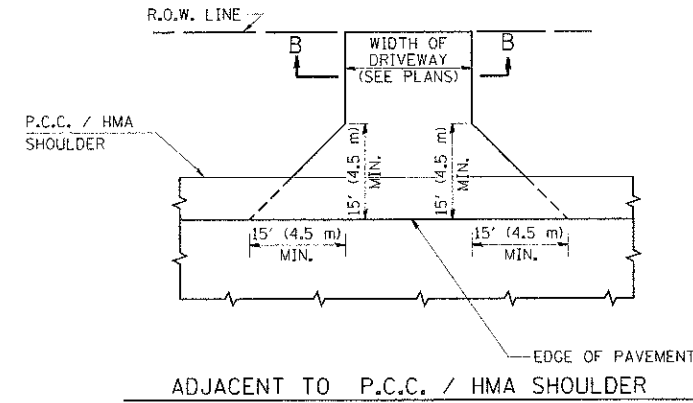 R.O.W. LINE
B
WIDTH OF
DRIVEWAY
(SEE PLANS)
B
P.C.C. / HMA
SHOULDER
15' (4.5 m)
MIN.
15' (4.5 m)
MIN.
15' (4.5 m)
MIN.
15' (4.5 m)
MIN.
EDGE OF PAVEMENT
ADJACENT TO P.C.C. / HMA SHOULDER